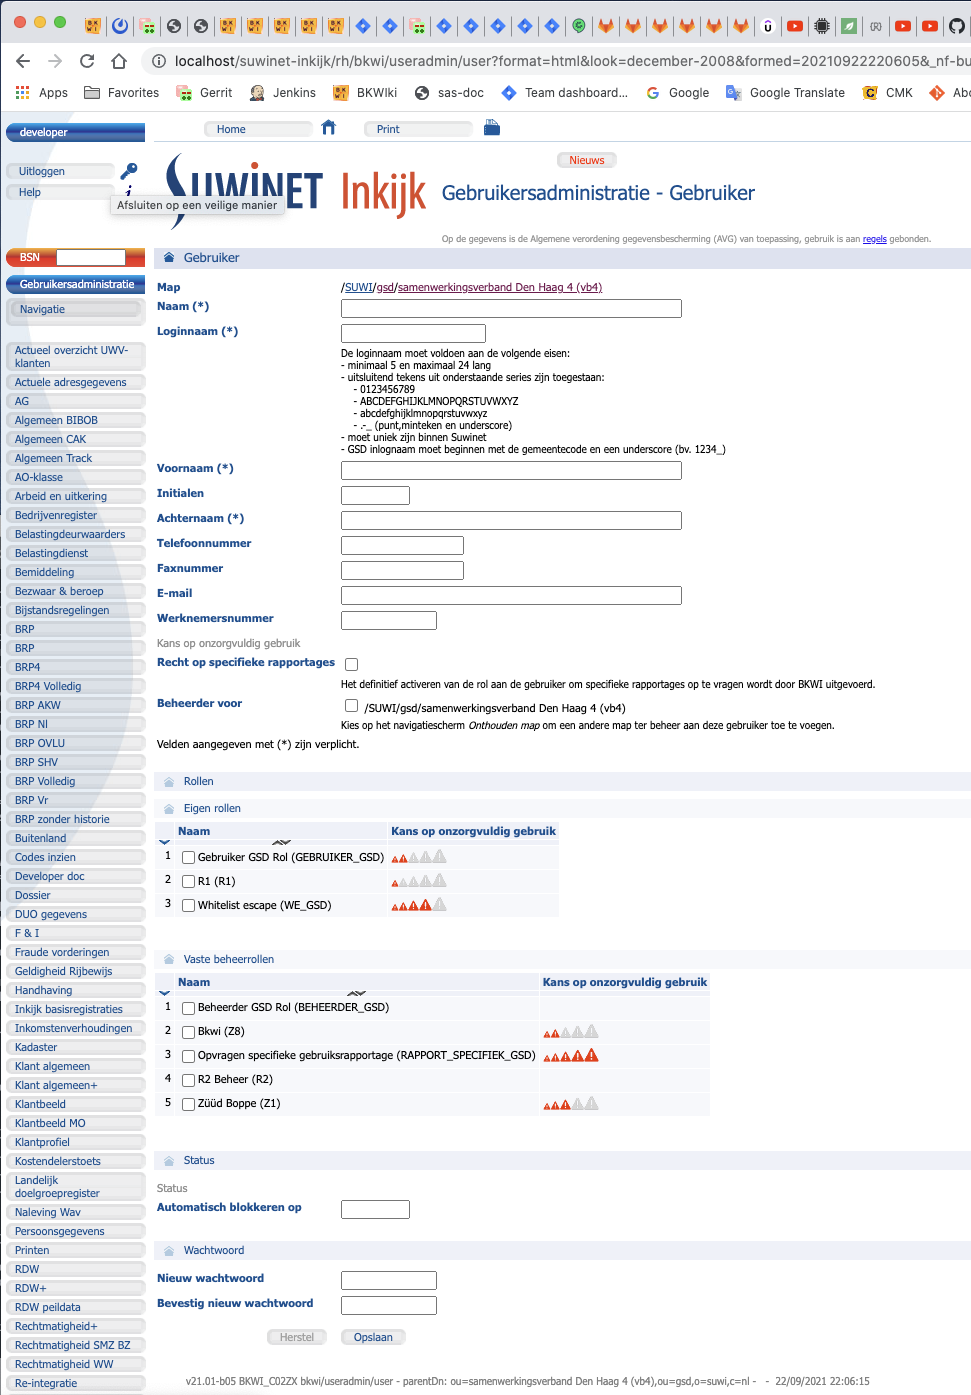 localhost/suwinet-inkijk/rh/bkwi/useradmin/user?format=html&look=december-2008&formed=20210922220605&_nf-bu
Apps
Favorites
Gerrit
Jenkins
BKWIki
sas-doc
Team dashboard...
Google
Google Translate
CMK
Abo
developer
Home
Print
Uitloggen
Help
Afsluiten op een veilige manier
SUWINET Inkijk
Nieuws
Gebruikersadministratie - Gebruiker
Op de gegevens is de Algemene verordening gegevensbescherming (AVG) van toepassing, gebruik is aan regels gebonden.
BSN
Gebruikersadministratie
Navigatie
Actueel overzicht UWV-
klanten
Actuele adresgegevens
AG
Algemeen BIBOB
Algemeen CAK
Algemeen Track
AO-klasse
Arbeid en uitkering
Bedrijvenregister
Belastingdeurwaarders
Belastingdienst
Bemiddeling
Bezwaar & beroep
Bijstandsregelingen
BRP
BRP
BRP4
BRP4 Volledig
BRP AKW
BRP NI
BRP OVLU
BRP SHV
BRP Volledig
BRP Vr
BRP zonder historie
Buitenland
Codes inzien
Developer doc
Dossier
DUO gegevens
F & I
Fraude vorderingen
Geldigheid Rijbewijs
Handhaving
Inkijk basisregistraties
Inkomstenverhoudingen
Kadaster
Klant algemeen
Klant algemeen+
Klantbeeld
Klantbeeld MO
Klantprofiel
Kostendelerstoets
Landelijk
doelgroepregister
Naleving Wav
Persoonsgegevens
Printen
RDW
RDW+
RDW peildata
Rechtmatigheid+
Rechtmatigheid SMZ BZ
Rechtmatigheid WW
Re-integratie
Gebruiker
Map /SUWI/gsd/samenwerkingsverband Den Haag 4 (vb4)
Naam (*)
Loginnaam (*)
De loginnaam moet voldoen aan de volgende eisen:
- minimaal 5 en maximaal 24 lang
- uitsluitend tekens uit onderstaande series zijn toegestaan:
- 0123456789
- ABCDEFGHIJKLMNOPQRSTUVWXYZ
- abcdefghijklmnopqrstuvwxyz
- .-_ (punt,minteken en underscore)
- moet uniek zijn binnen Suwinet
- GSD inlognaam moet beginnen met de gemeentecode en een underscore (bv. 1234_)
Voornaam (*)
Initialen
Achternaam (*)
Telefoonnummer
Faxnummer
E-mail
Werknemersnummer
Kans op onzorgvuldig gebruik
Recht op specifieke rapportages
Het definitief activeren van de rol aan de gebruiker om specifieke rapportages op te vragen wordt door BKWI uitgevoerd.
Beheerder voor /SUWI/gsd/samenwerkingsverband Den Haag 4 (vb4)
Kies op het navigatiescherm Onthouden map om een andere map ter beheer aan deze gebruiker toe te voegen.
Velden aangegeven met (*) zijn verplicht.
Rollen
Eigen rollen
Naam Kans op onzorgvuldig gebruik
1 Gebruiker GSD Rol (GEBRUIKER_GSD)
2 R1 (R1)
3 Whitelist escape (WE_GSD)
Vaste beheerrollen
Naam Kans op onzorgvuldig gebruik
1 Beheerder GSD Rol (BEHEERDER_GSD)
2 Bkwi (Z8)
3 Opvragen specifieke gebruiksrapportage (RAPPORT_SPECIFIEK_GSD)
4 R2 Beheer (R2)
5 Züüd Boppe (Z1)
Status
Status
Automatisch blokkeren op
Wachtwoord
Nieuw wachtwoord
Bevestig nieuw wachtwoord
Herstel Opslaan
v21.01-b05 BKWI_C02ZX bkwi/useradmin/user - parentDn: ou=samenwerkingsverband Den Haag 4 (vb4),ou=gsd,o=suwi,c=nl - - 22/09/2021 22:06:15